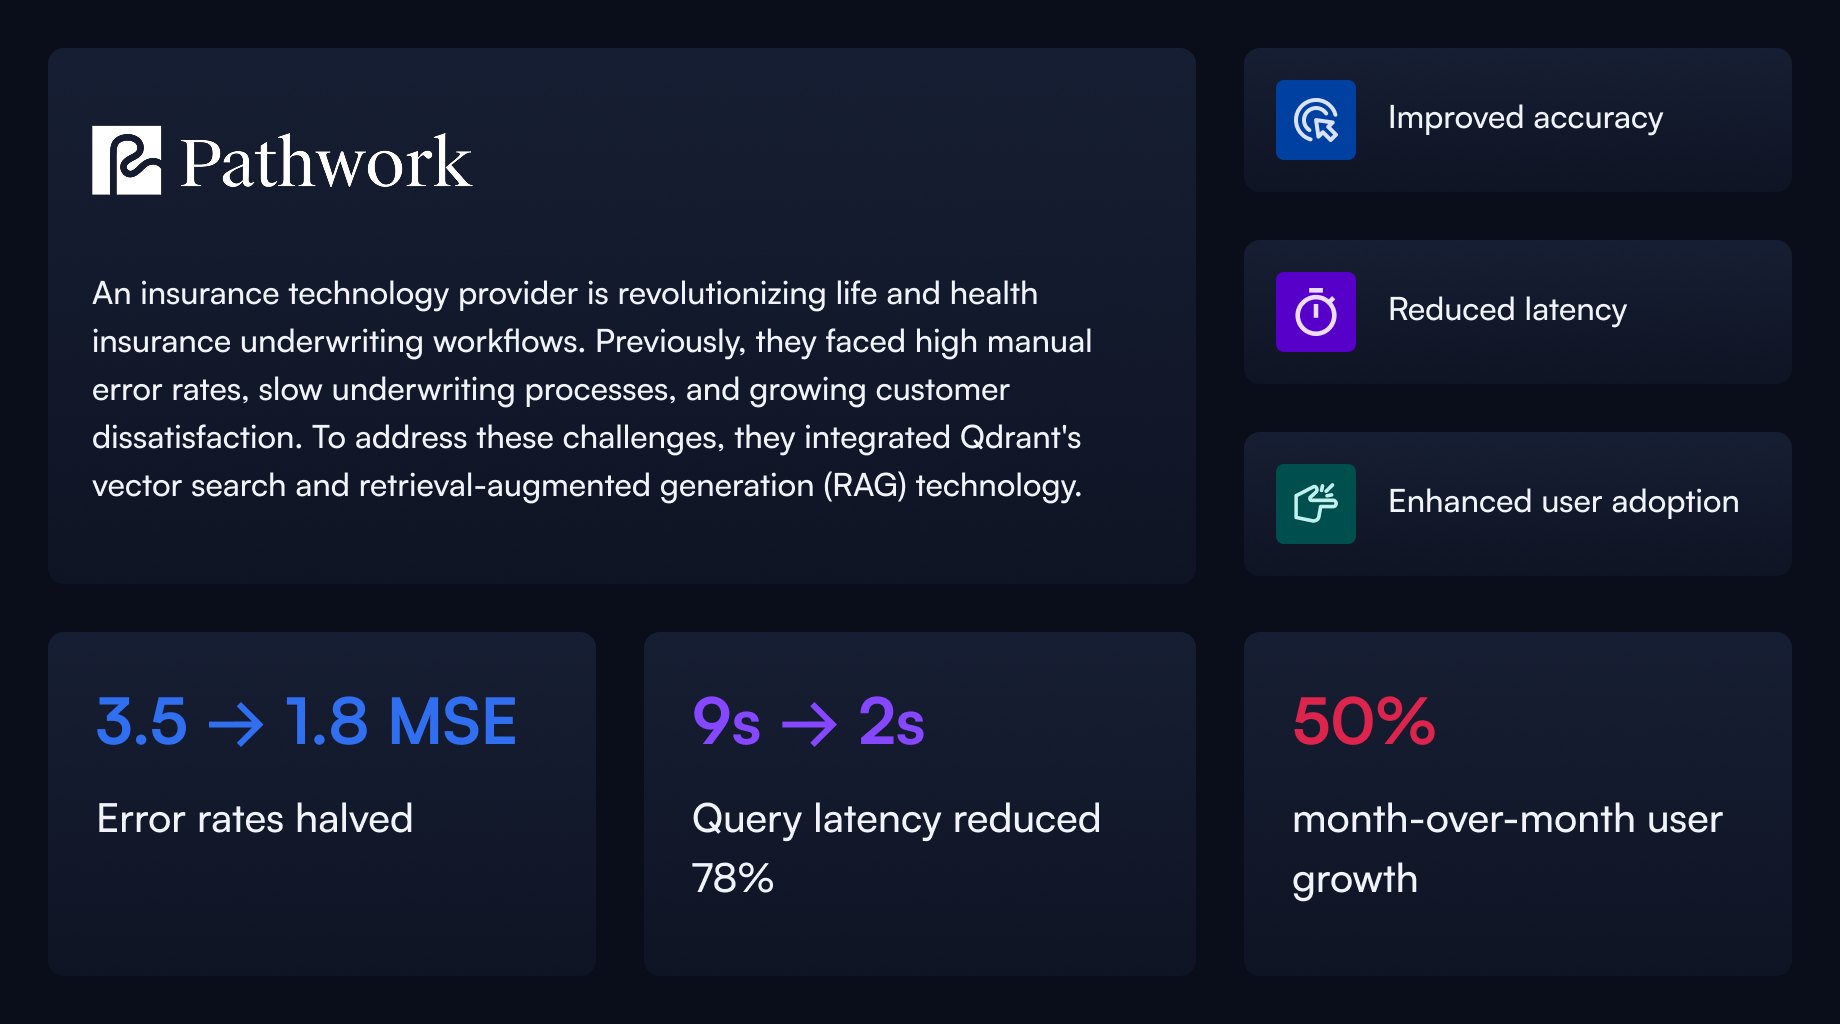 Pathwork
An insurance technology provider is revolutionizing life and health
insurance underwriting workflows. Previously, they faced high manual
error rates, slow underwriting processes, and growing customer
dissatisfaction. To address these challenges, they integrated Qdrant's
vector search and retrieval-augmented generation (RAG) technology.
Improved accuracy
Reduced latency
Enhanced user adoption
3.5 → 1.8 MSE
Error rates halved
9s → 2s
Query latency reduced
78%
50%
month-over-month user
growth